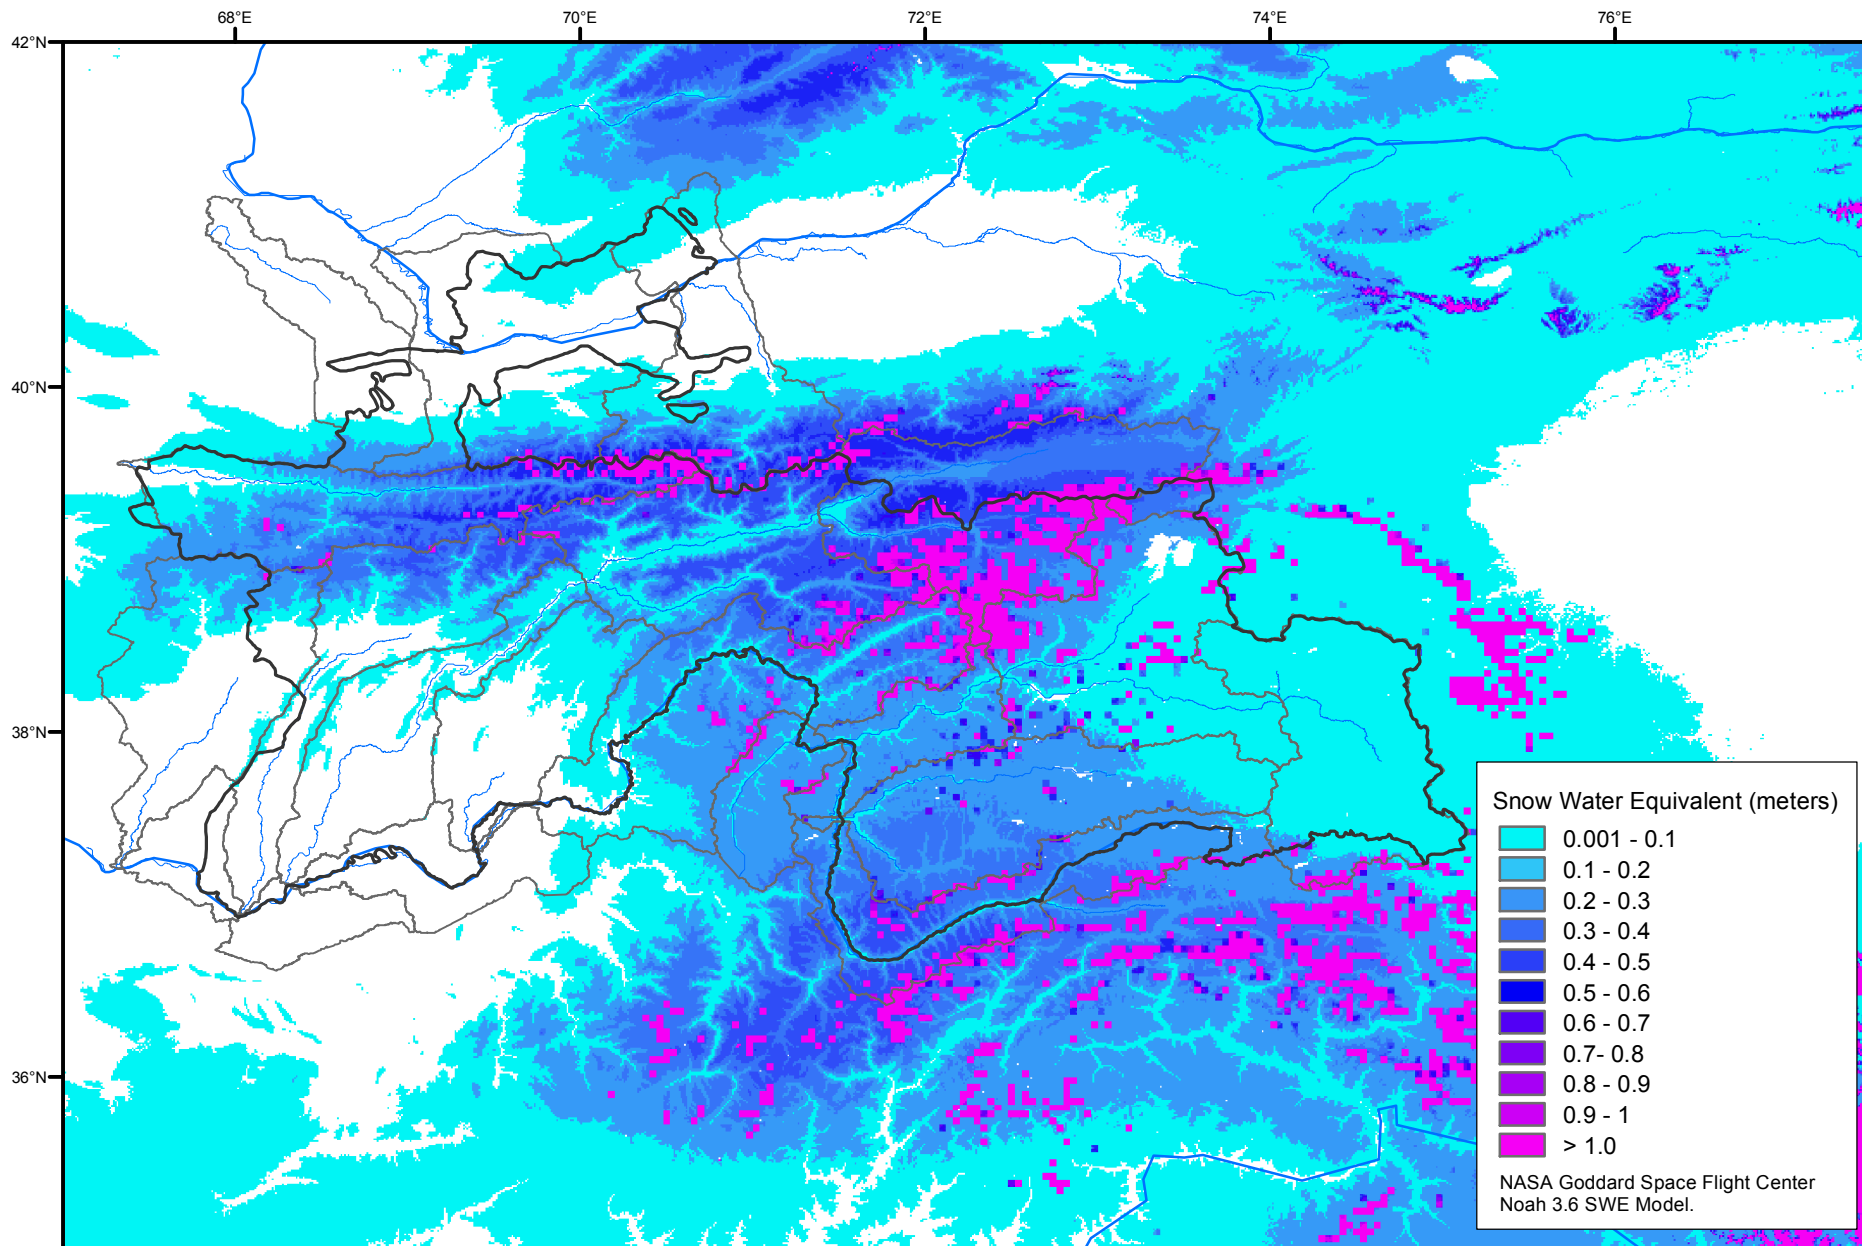 68°E
70°E
72°E
74°E
76°E
42°N
40°N
38°N
36°N
Snow Water Equivalent (meters)
0.001 - 0.1
0.1 - 0.2
0.2 - 0.3
0.3 - 0.4
0.4 - 0.5
0.5 - 0.6
0.6 - 0.7
0.7- 0.8
0.8 - 0.9
0.9 - 1
> 1.0
NASA Goddard Space Flight Center
Noah 3.6 SWE Model.